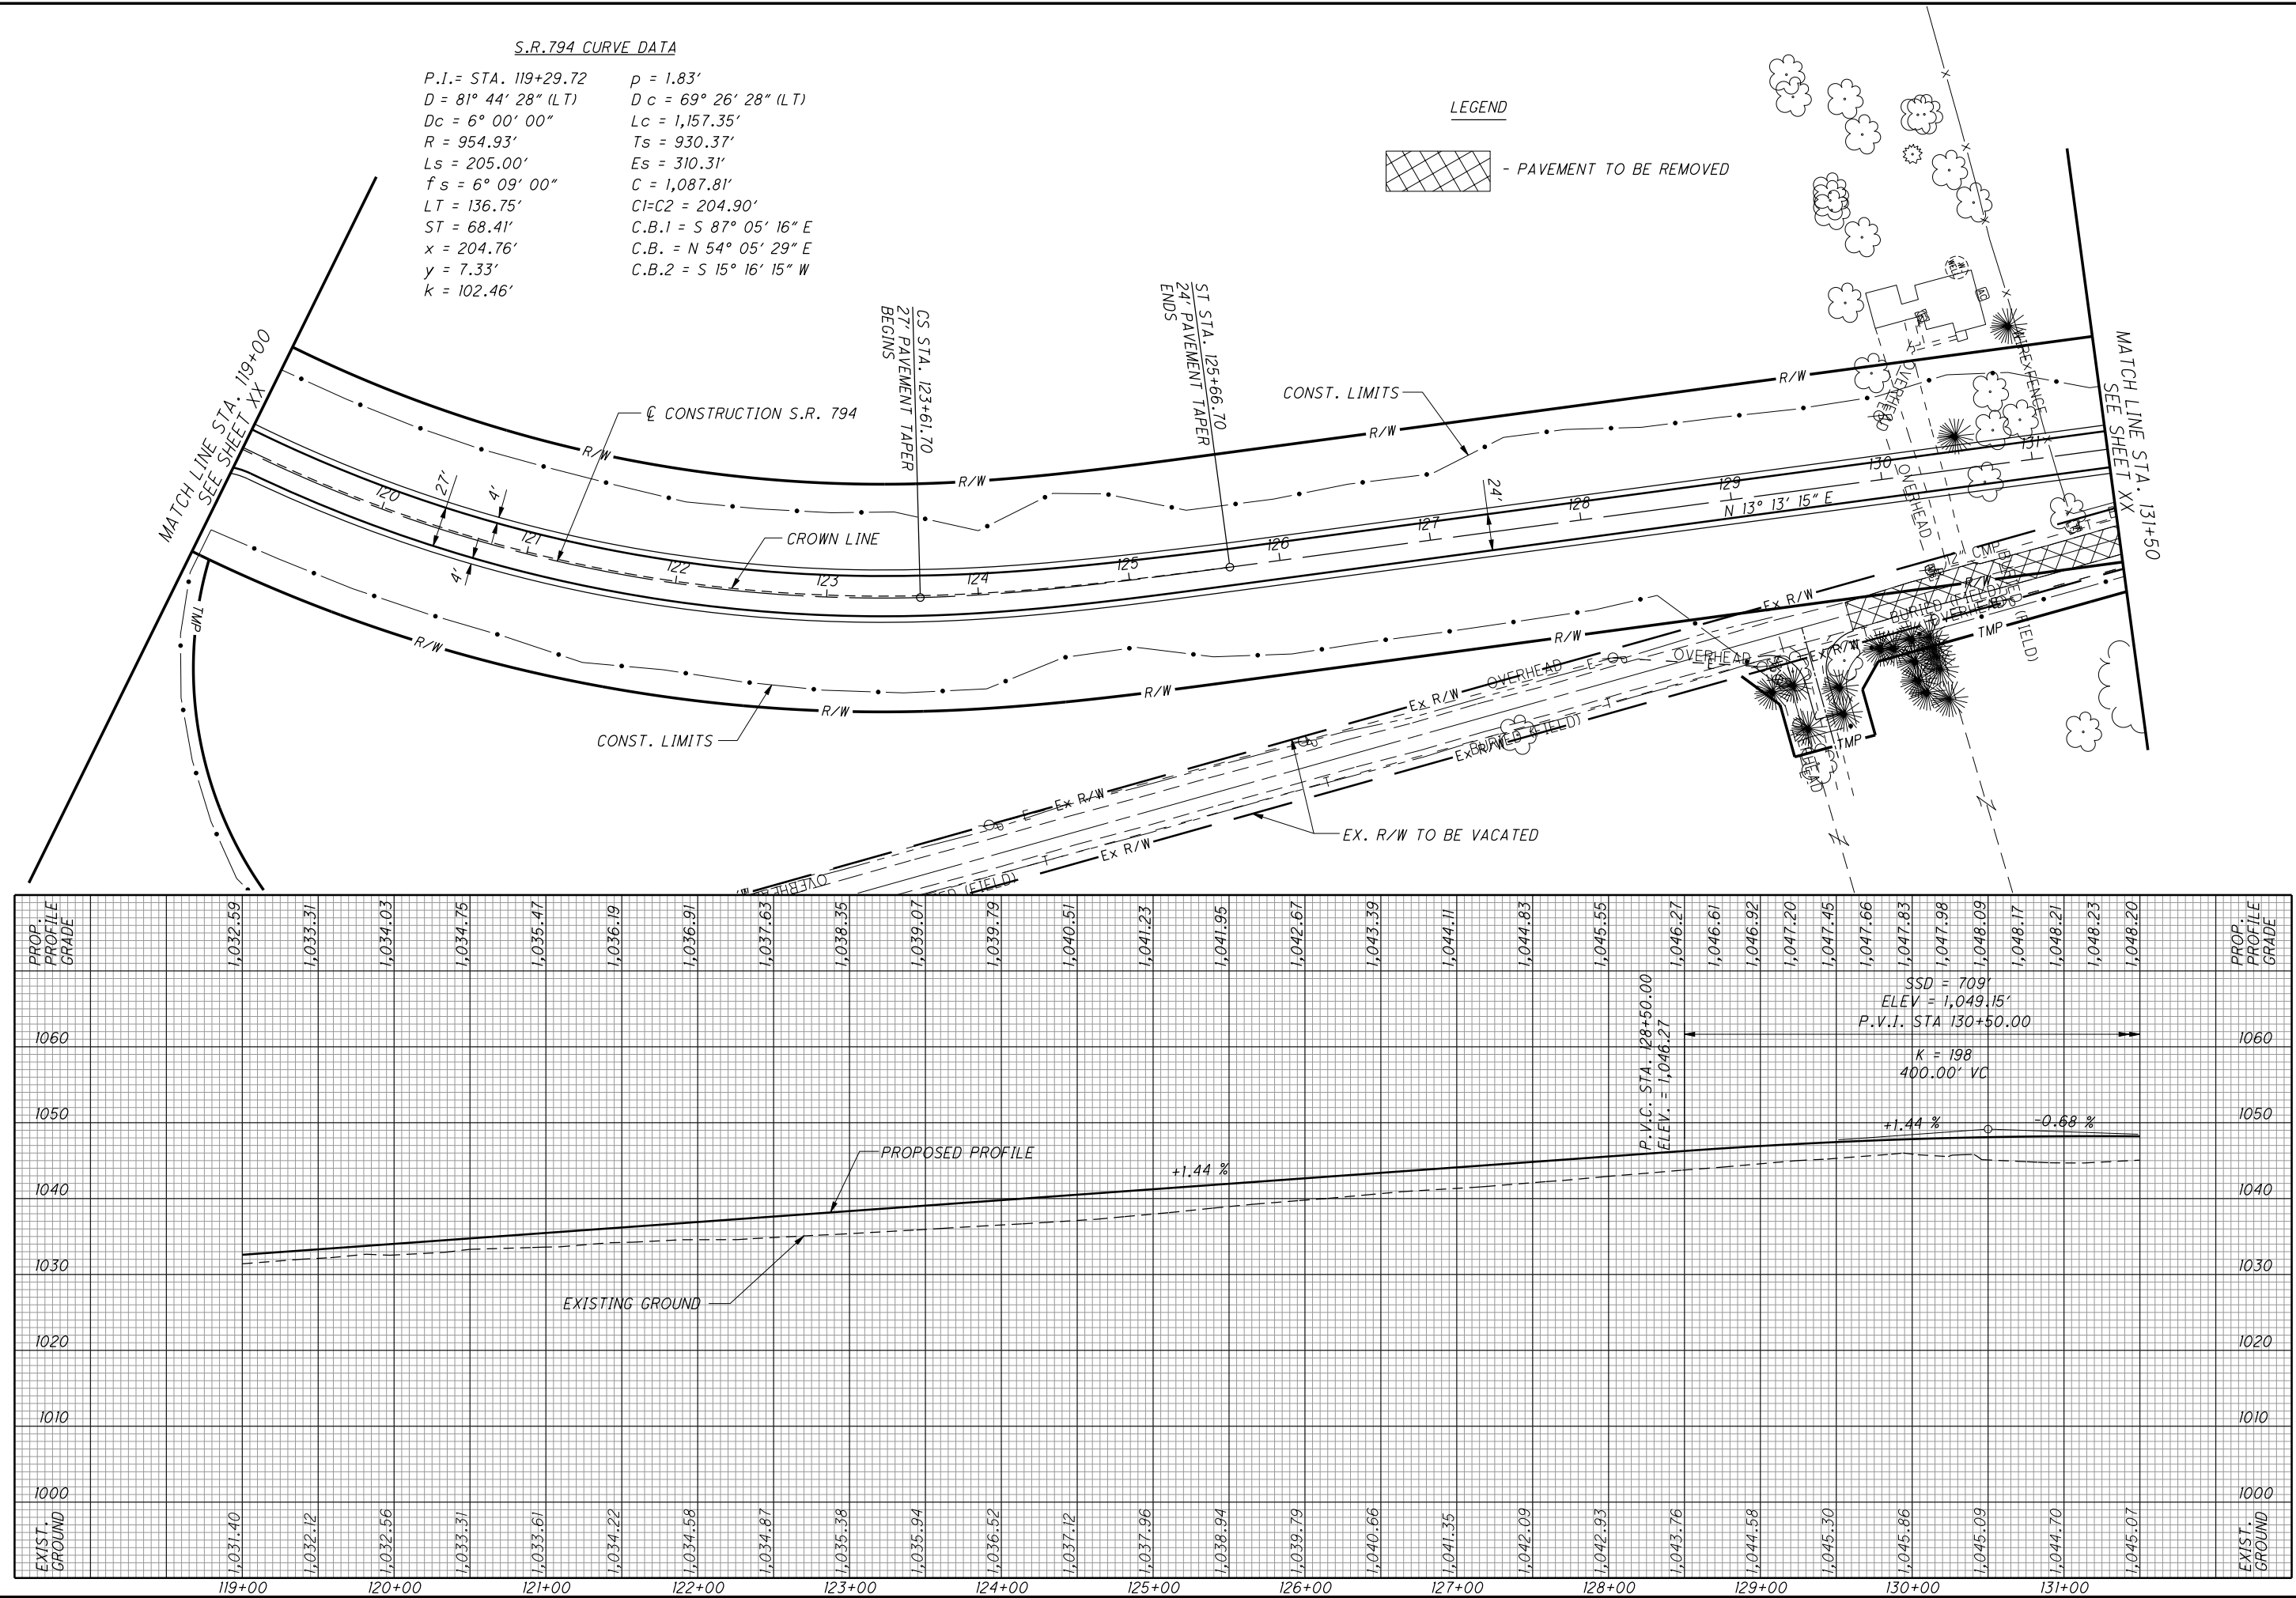 S.R.794 CURVE DATA
P.I.= STA. 119+29.72
D = 81° 44' 28" (LT)
Dc = 6° 00' 00"
R = 954.93'
Ls = 205.00'
fs = 6° 09' 00"
LT = 136.75'
ST = 68.41'
x = 204.76'
y = 7.33'
k = 102.46'
p = 1.83'
D c = 69° 26' 28" (LT)
Lc = 1,157.35'
Ts = 930.37'
Es = 310.31'
C = 1,087.81'
C1=C2 = 204.90'
C.B.1 = S 87° 05' 16" E
C.B. = N 54° 05' 29" E
C.B.2 = S 15° 16' 15" W
LEGEND
- PAVEMENT TO BE REMOVED
MATCH LINE STA. 119+00
SEE SHEET XX
CS STA. 123+61.70
27' PAVEMENT TAPER
BEGINS
ST STA. 125+66.70
24' PAVEMENT TAPER
ENDS
MATCH LINE STA. 131+50
SEE SHEET XX
℄ CONSTRUCTION S.R. 794
CROWN LINE
CONST. LIMITS
CONST. LIMITS
R/W
R/W
R/W
R/W
R/W
R/W
R/W
R/W
R/W
27'
4'
4'
24'
120
121
122
123
124
125
126
127
128
129
130
131
N 13° 13' 15" E
TMP
TMP
TMP
AC
WIREXFENCE
OVERHEAD
OVERHEAD
12" CMP
BURIED (FIELD)
OVERHEAD
Ex R/W
Ex R/W
Ex R/W
Ex R/W
Ex R/W
Ex R/W
OVERHEAD
E
OVERHEAD
E
E
BURIED (FIELD)
T
T
T
OVERHEAD
EX. R/W TO BE VACATED
PROP.
PROFILE
GRADE
1,032.59
1,033.31
1,034.03
1,034.75
1,035.47
1,036.19
1,036.91
1,037.63
1,038.35
1,039.07
1,039.79
1,040.51
1,041.23
1,041.95
1,042.67
1,043.39
1,044.11
1,044.83
1,045.55
1,046.27
1,046.61
1,046.92
1,047.20
1,047.45
1,047.66
1,047.83
1,047.98
1,048.09
1,048.17
1,048.21
1,048.23
1,048.20
PROP.
PROFILE
GRADE
P.V.C. STA. 128+50.00
ELEV. = 1,046.27
SSD = 709'
ELEV = 1,049.15'
P.V.I. STA 130+50.00
K = 198
400.00' VC
1060
1060
1050
1050
+1.44 %
-0.68 %
PROPOSED PROFILE
+1.44 %
1040
1040
1030
1030
EXISTING GROUND
1020
1020
1010
1010
1000
1000
EXIST.
GROUND
1,031.40
1,032.12
1,032.56
1,033.31
1,033.61
1,034.22
1,034.58
1,034.87
1,035.38
1,035.94
1,036.52
1,037.12
1,037.96
1,038.94
1,039.79
1,040.66
1,041.35
1,042.09
1,042.93
1,043.76
1,044.58
1,045.30
1,045.86
1,045.09
1,044.70
1,045.07
EXIST.
GROUND
119+00
120+00
121+00
122+00
123+00
124+00
125+00
126+00
127+00
128+00
129+00
130+00
131+00